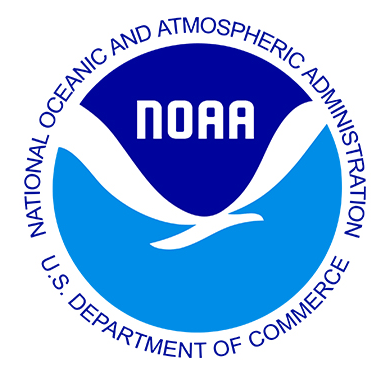 NATIONAL OCEANIC AND ATMOSPHERIC ADMINISTRATION
NOAA
U.S. DEPARTMENT OF COMMERCE